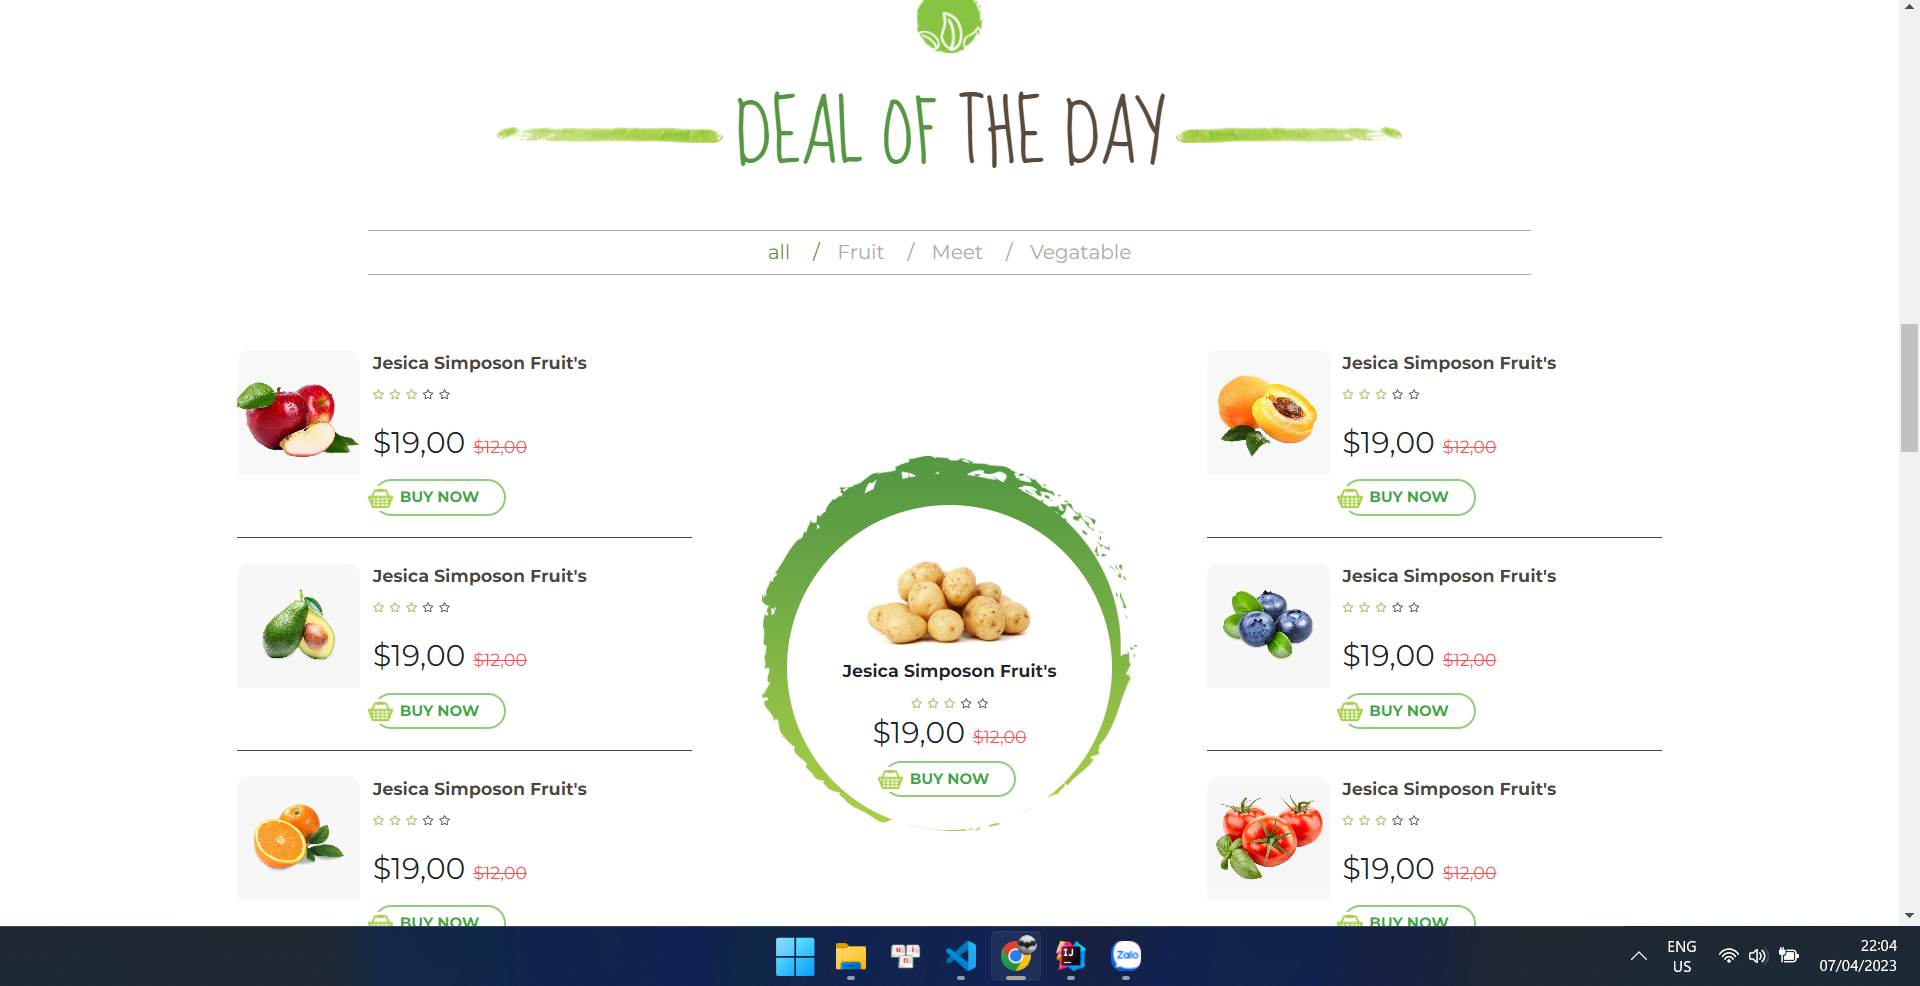 DEAL OF THE DAY
all / Fruit / Meet / Vegatable
Jesica Simposon Fruit's
$19,00 $12,00
BUY NOW
Jesica Simposon Fruit's
$19,00 $12,00
BUY NOW
Jesica Simposon Fruit's
$19,00 $12,00
BUY NOW
Jesica Simposon Fruit's
$19,00 $12,00
BUY NOW
Jesica Simposon Fruit's
$19,00 $12,00
BUY NOW
Jesica Simposon Fruit's
$19,00 $12,00
BUY NOW
Jesica Simposon Fruit's
$19,00 $12,00
BUY NOW
u i
n
IJ
Zalo
ENG
US
22:04
07/04/2023